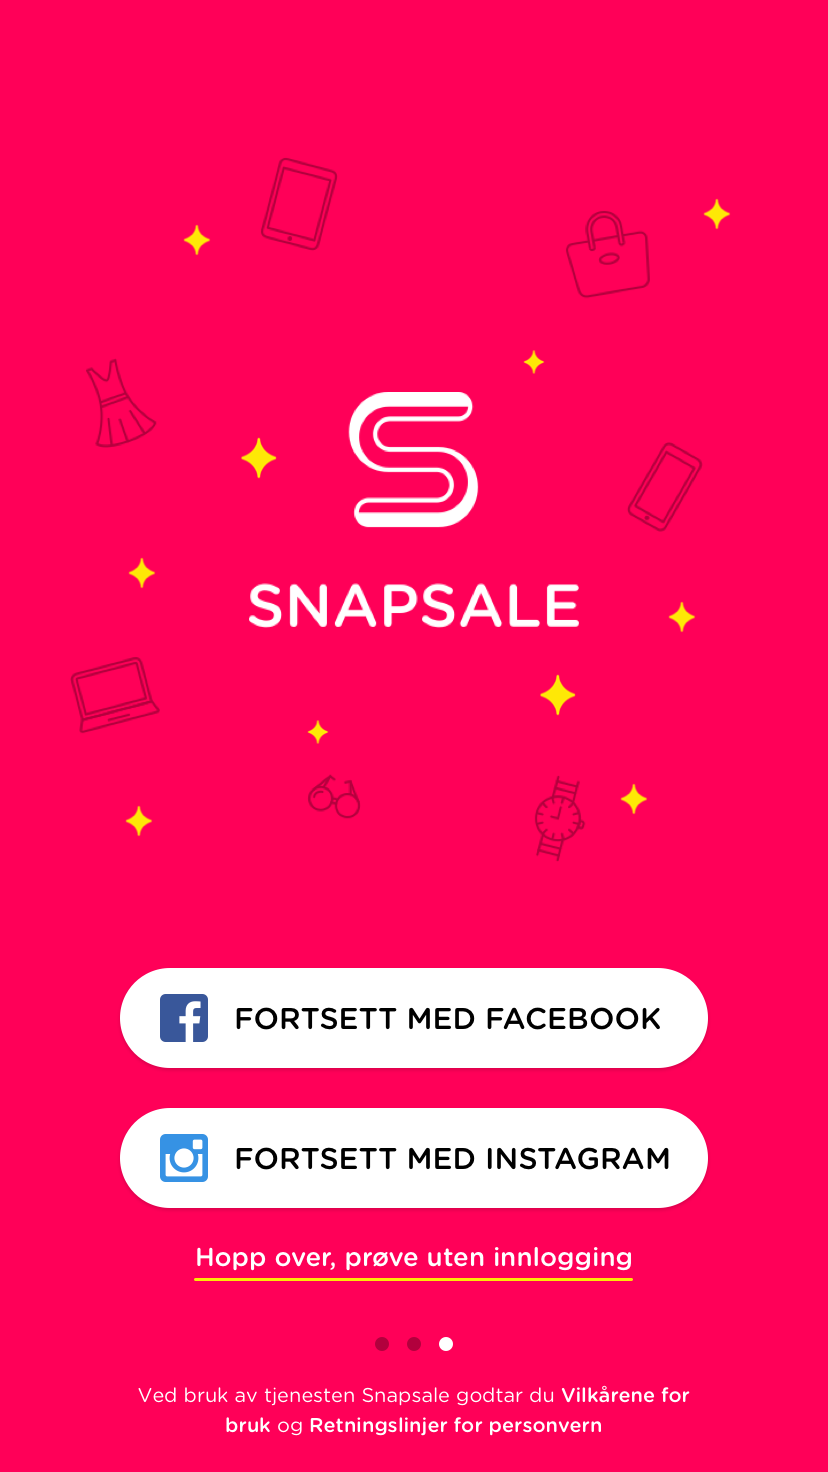 SNAPSALE
FORTSETT MED FACEBOOK
FORTSETT MED INSTAGRAM
Hopp over, prøve uten innlogging
Ved bruk av tjenesten Snapsale godtar du Vilkårene for
bruk og Retningslinjer for personvern